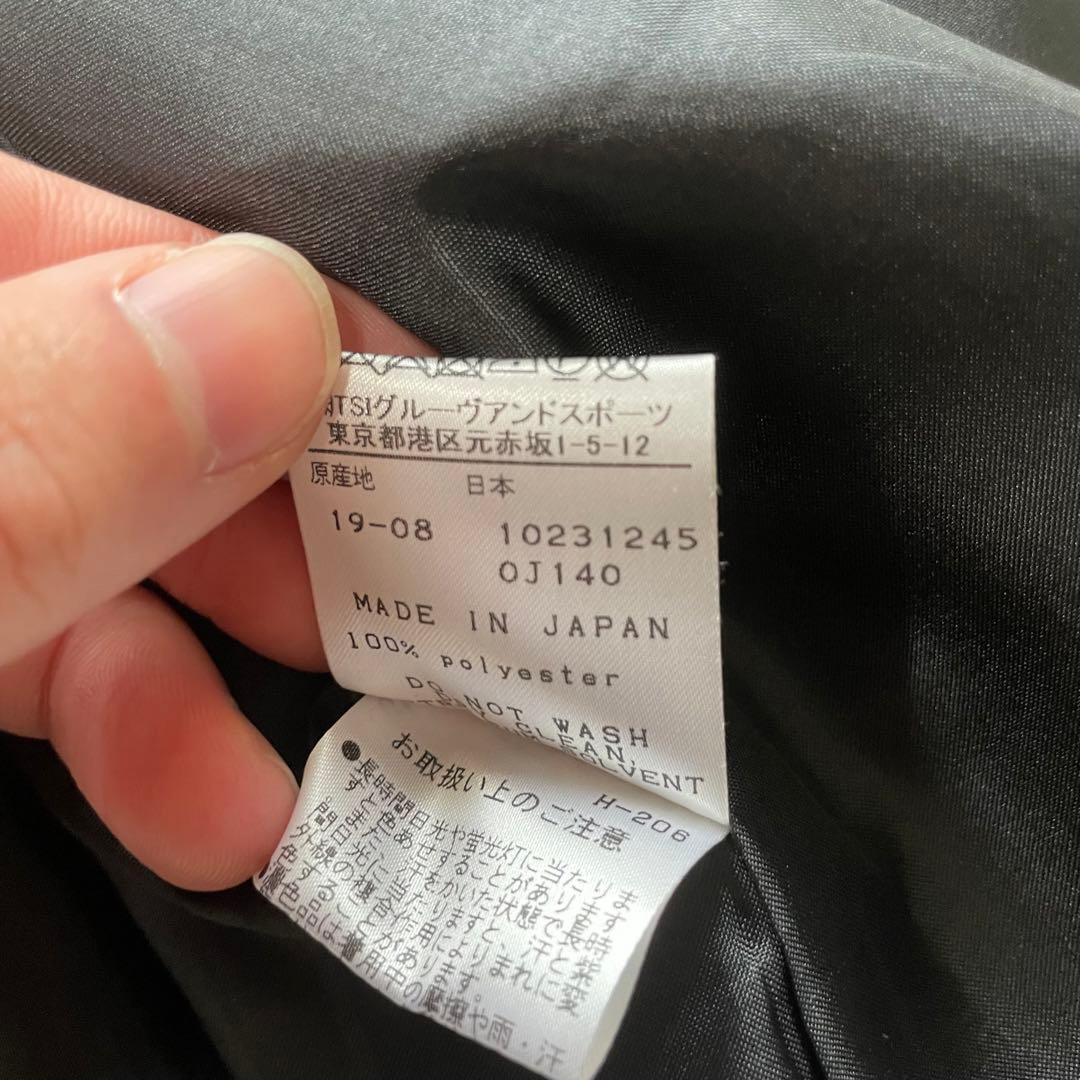 TSIグルーヴアンドスポーツ
東京都港区元赤坂1-5-12
原産地 日本
19-08 10231245
0J140
MADE IN JAPAN
100% polyester
DO NOT WASH
CLEAN,
SOLVENT
H-206
お取扱い上のご注意
●長時間日光や蛍光灯に当たりま
すと色あせすることがあります
また、汗をかいた状態で長時
間日光に当たりますと、汗と
の複合作用によりまれに変
色することがあります。
着用中の摩擦や雨・汗